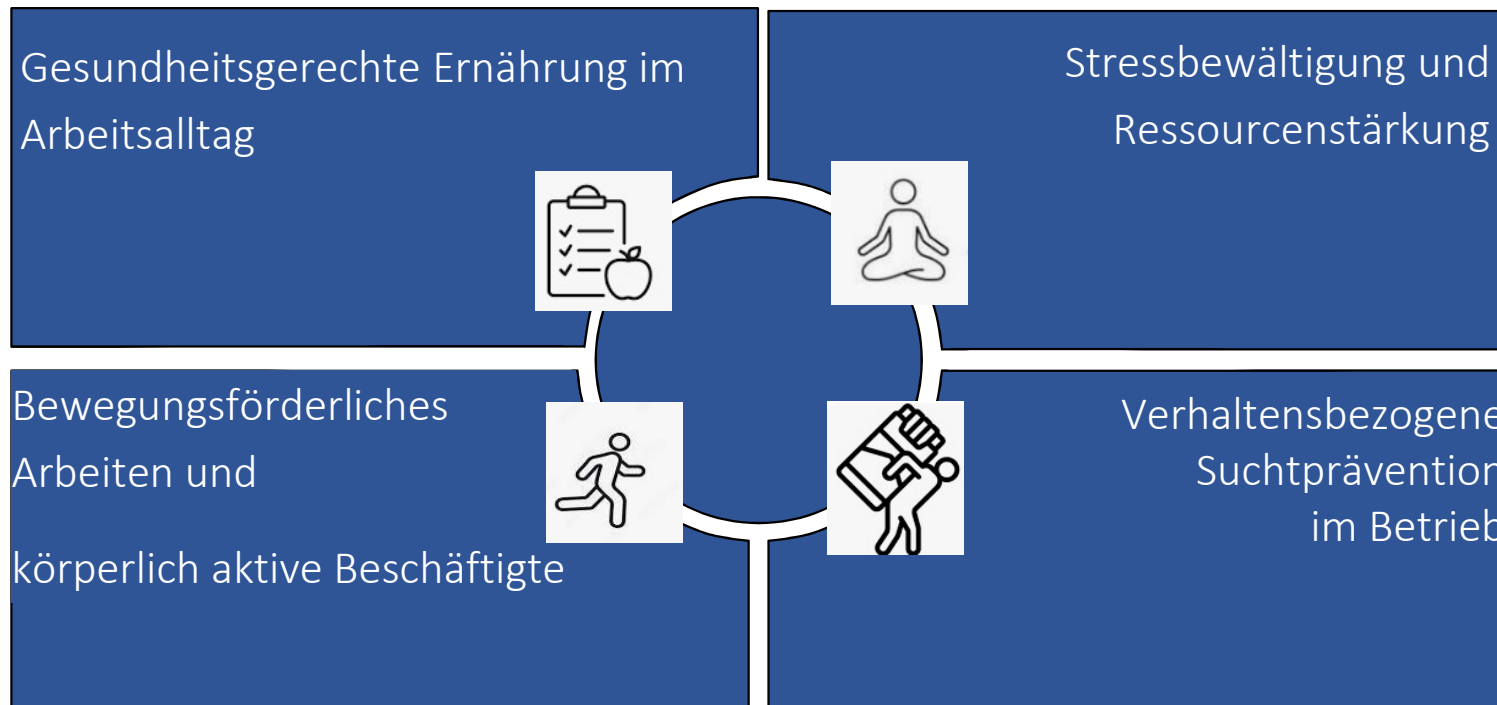 Gesundheitsgerechte Ernährung im
Arbeitsalltag
Stressbewältigung und
Ressourcenstärkung
Bewegungsförderliches
Arbeiten und
körperlich aktive Beschäftigte
Verhaltensbezogene
Suchtprävention
im Betrieb